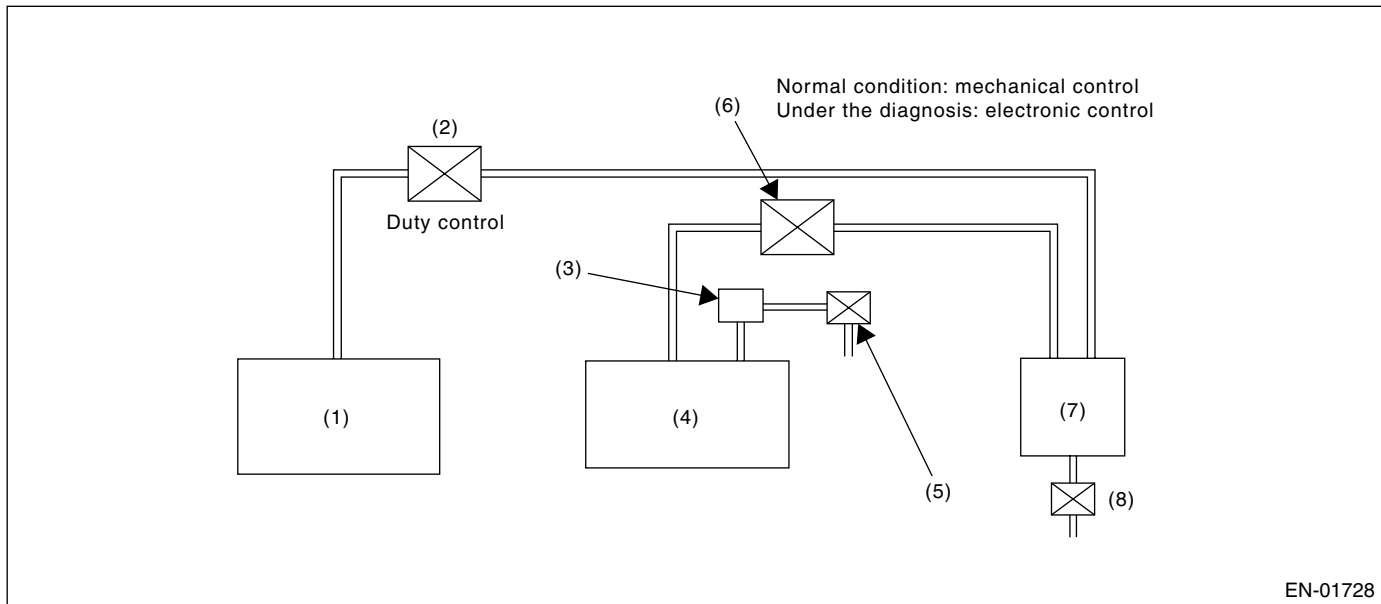 Normal condition: mechanical control
Under the diagnosis: electronic control
(6)
(2)
Duty control
(3)
(1)
(4)
(7)
(5)
(8)
EN-01728